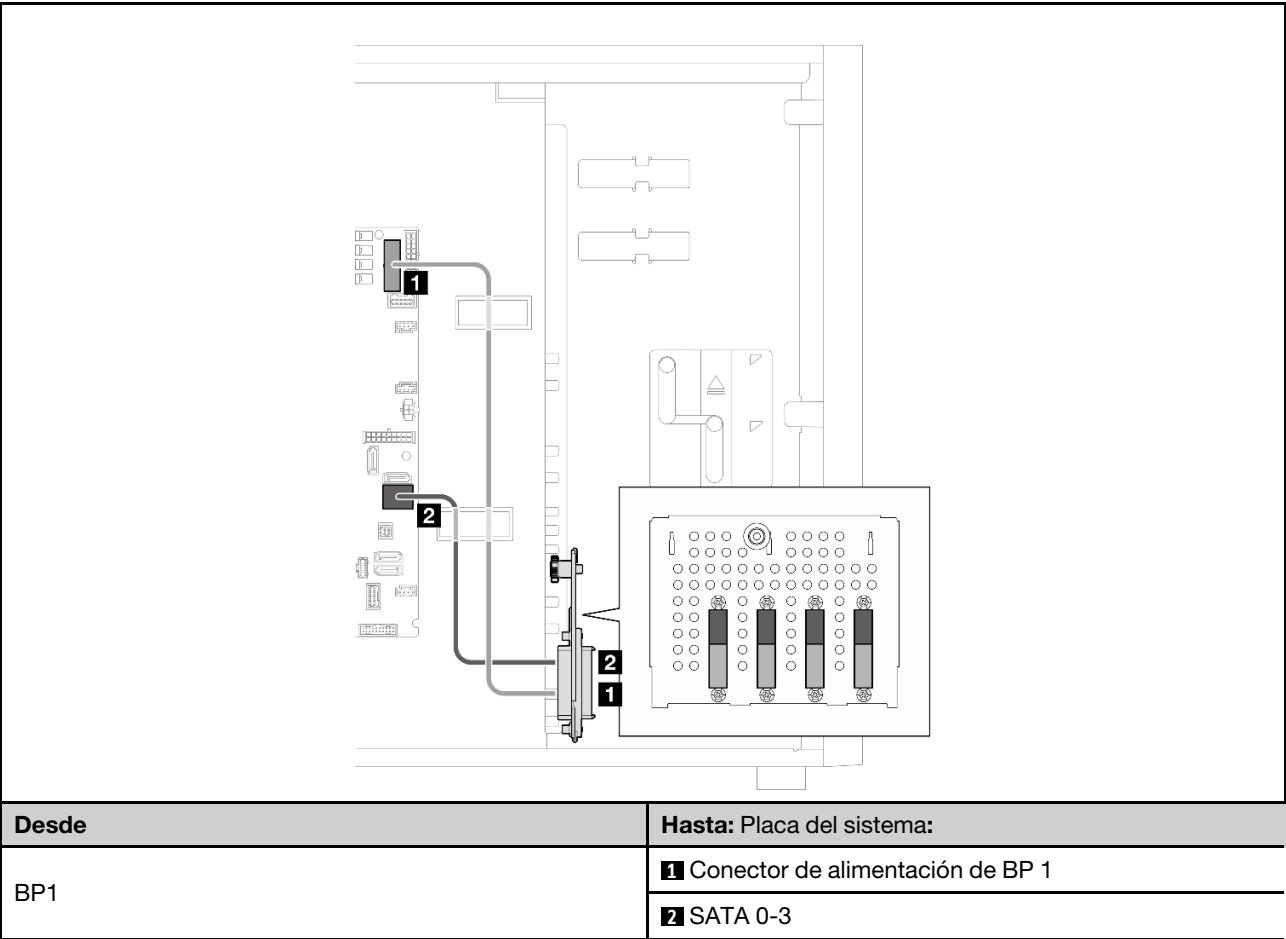 1
2
2
1
Desde
Hasta: Placa del sistema:
BP1
1 Conector de alimentación de BP 1
2 SATA 0-3